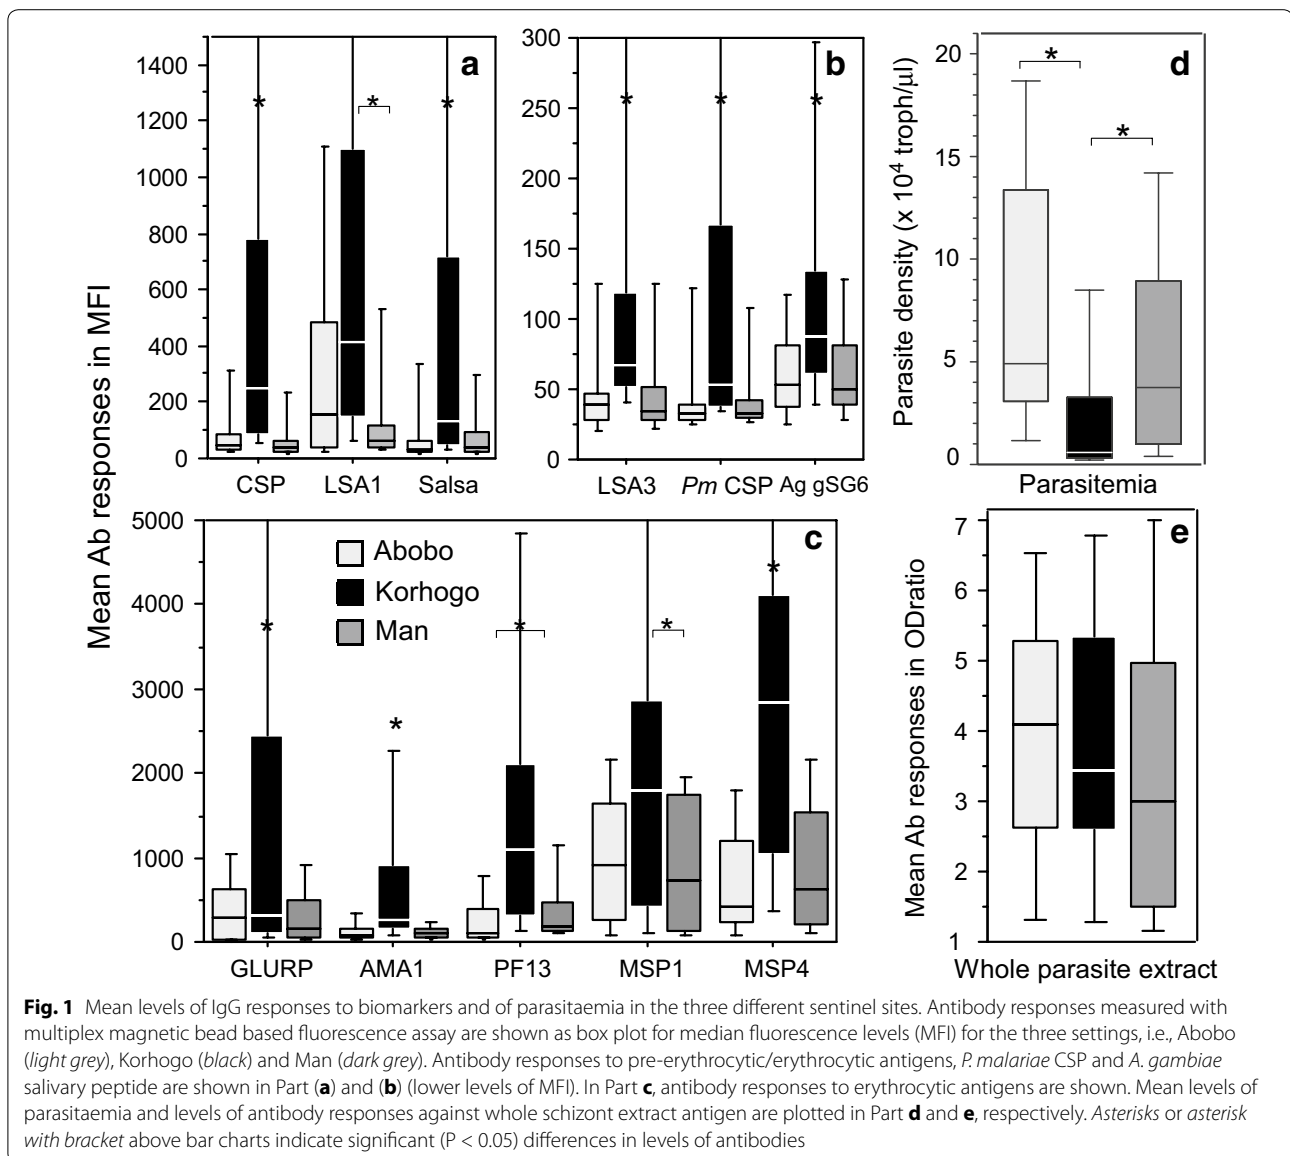 Mean Ab responses in MFI
a
1400
1200
1000
800
600
400
200
0
*
*
*
CSP LSA1 Salsa
b
300
250
200
150
100
50
0
* * *
LSA3 Pm CSP Ag gSG6
d
Parasite density (x 10⁴ troph/µl)
20
15
10
5
0
*
*
Parasitemia
c
5000
4000
3000
2000
1000
0
Abobo
Korhogo
Man
*
*
*
*
*
GLURP AMA1 PF13 MSP1 MSP4
e
Mean Ab responses in ODratio
7
6
5
4
3
2
1
Whole parasite extract
Fig. 1 Mean levels of IgG responses to biomarkers and of parasitaemia in the three different sentinel sites. Antibody responses measured with
multiplex magnetic bead based fluorescence assay are shown as box plot for median fluorescence levels (MFI) for the three settings, i.e., Abobo
(light grey), Korhogo (black) and Man (dark grey). Antibody responses to pre-erythrocytic/erythrocytic antigens, P. malariae CSP and A. gambiae
salivary peptide are shown in Part (a) and (b) (lower levels of MFI). In Part c, antibody responses to erythrocytic antigens are shown. Mean levels of
parasitaemia and levels of antibody responses against whole schizont extract antigen are plotted in Part d and e, respectively. Asterisks or asterisk
with bracket above bar charts indicate significant (P < 0.05) differences in levels of antibodies